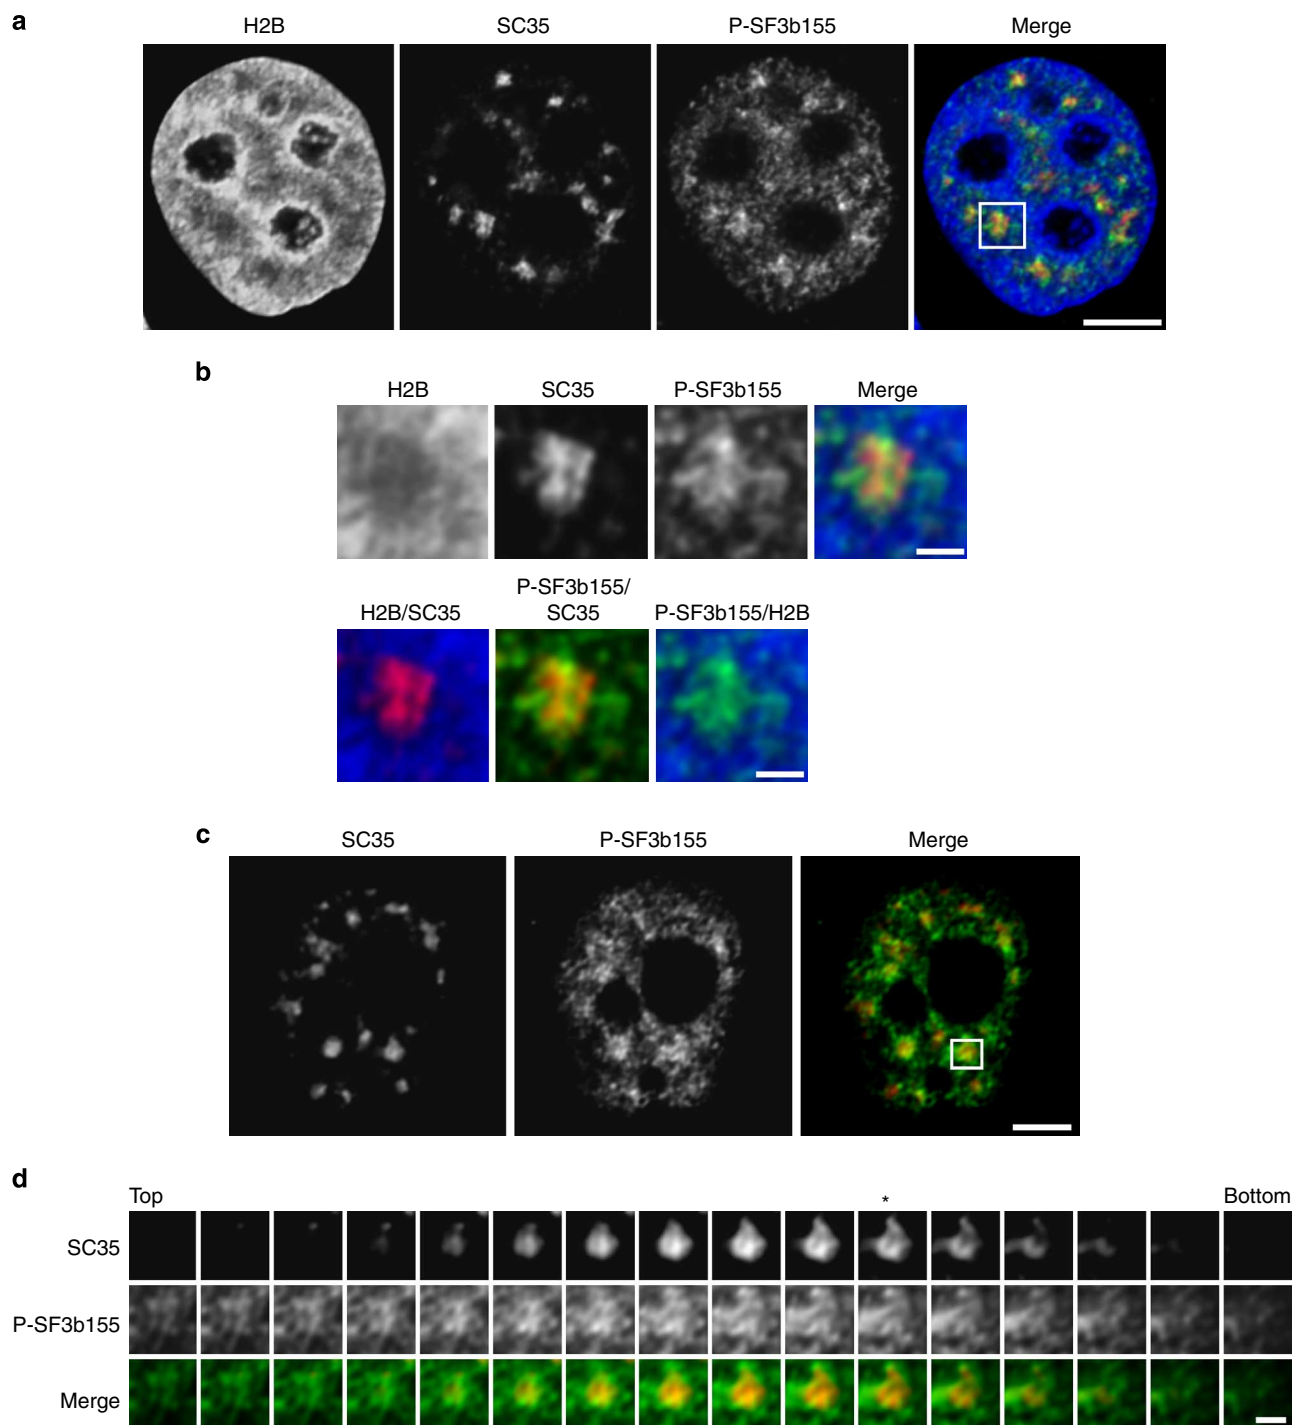 a
H2B SC35 P-SF3b155 Merge
b
H2B SC35 P-SF3b155 Merge
P-SF3b155/
H2B/SC35 SC35 P-SF3b155/H2B
c
SC35 P-SF3b155 Merge
d
Top * Bottom
SC35
P-SF3b155
Merge